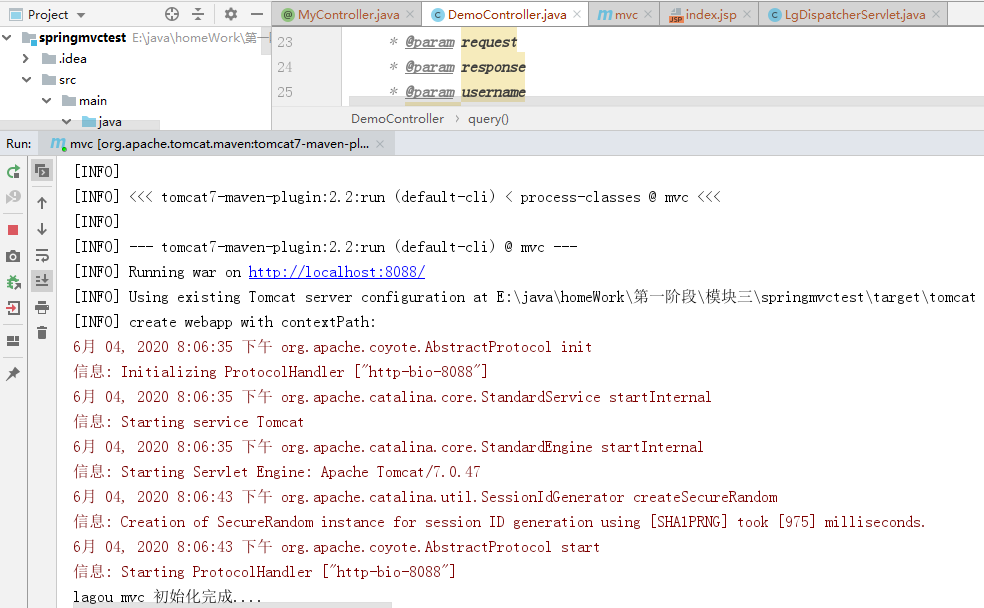 Project
MyController.java
DemoController.java
mvc
index.jsp
LgDispatcherServlet.java
springmvctest E:\java\homeWork\第一
.idea
src
main
java
23 * @param request
24 * @param response
25 * @param username
DemoController › query()
Run: mvc [org.apache.tomcat.maven:tomcat7-maven-pl...
[INFO]
[INFO] <<< tomcat7-maven-plugin:2.2:run (default-cli) < process-classes @ mvc <<<
[INFO]
[INFO] --- tomcat7-maven-plugin:2.2:run (default-cli) @ mvc ---
[INFO] Running war on http://localhost:8088/
[INFO] Using existing Tomcat server configuration at E:\java\homeWork\第一阶段\模块三\springmvctest\target\tomcat
[INFO] create webapp with contextPath:
6月 04, 2020 8:06:35 下午 org.apache.coyote.AbstractProtocol init
信息: Initializing ProtocolHandler ["http-bio-8088"]
6月 04, 2020 8:06:35 下午 org.apache.catalina.core.StandardService startInternal
信息: Starting service Tomcat
6月 04, 2020 8:06:35 下午 org.apache.catalina.core.StandardEngine startInternal
信息: Starting Servlet Engine: Apache Tomcat/7.0.47
6月 04, 2020 8:06:43 下午 org.apache.catalina.util.SessionIdGenerator createSecureRandom
信息: Creation of SecureRandom instance for session ID generation using [SHA1PRNG] took [975] milliseconds.
6月 04, 2020 8:06:43 下午 org.apache.coyote.AbstractProtocol start
信息: Starting ProtocolHandler ["http-bio-8088"]
lagou mvc 初始化完成....